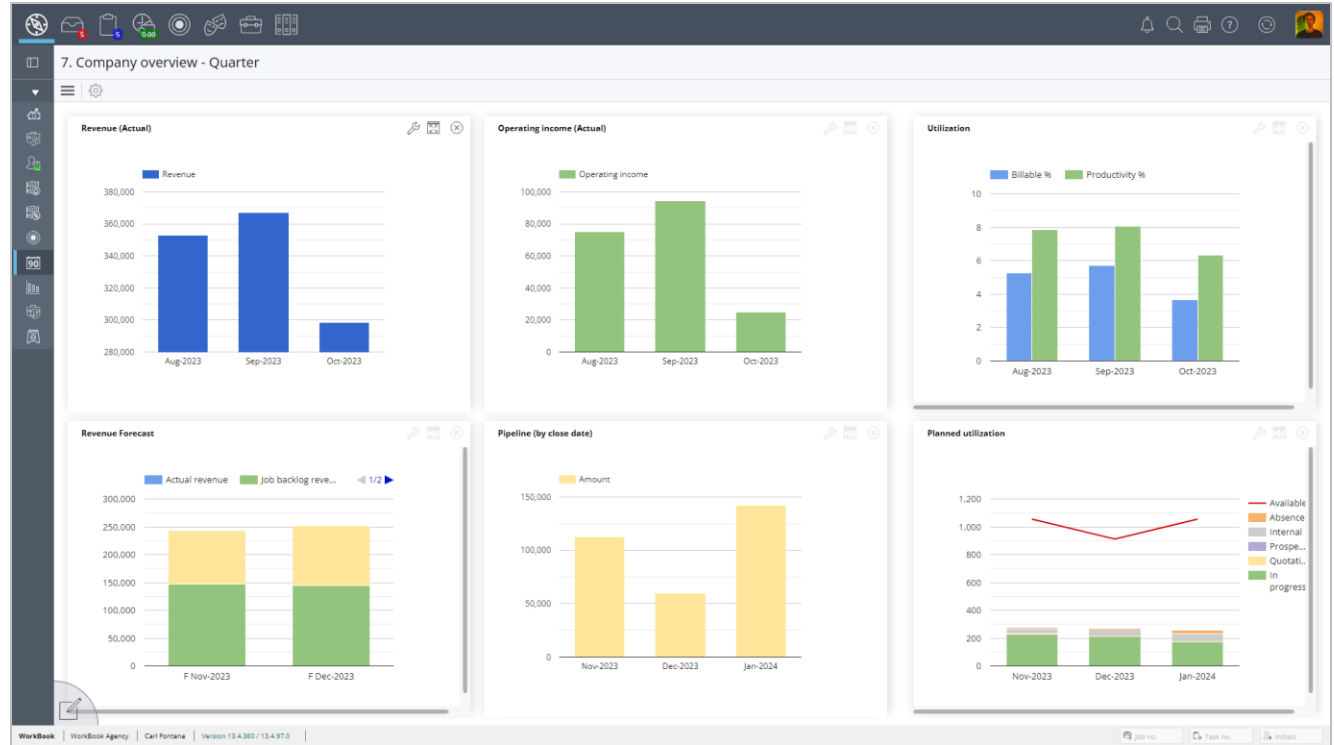 5
5
0.00
7. Company overview - Quarter
90
Revenue (Actual)
Revenue
380,000
360,000
340,000
320,000
300,000
280,000
Aug-2023 Sep-2023 Oct-2023
Operating income (Actual)
Operating income
100,000
80,000
60,000
40,000
20,000
0
Aug-2023 Sep-2023 Oct-2023
Utilization
Billable % Productivity %
10
8
6
4
2
0
Aug-2023 Sep-2023 Oct-2023
Revenue Forecast
Actual revenue Job backlog reve... 1/2
300,000
250,000
200,000
150,000
100,000
50,000
0
F Nov-2023 F Dec-2023
Pipeline (by close date)
Amount
150,000
100,000
50,000
0
Nov-2023 Dec-2023 Jan-2024
Planned utilization
1,200
1,000
800
600
400
200
0
Nov-2023 Dec-2023 Jan-2024
Available
Absence
Internal
Prospe...
Quotati..
In
progress
WorkBook WorkBook Agency Carl Fontana Version 13.4.360 / 13.4.97.0 Job no. Task no. Initials